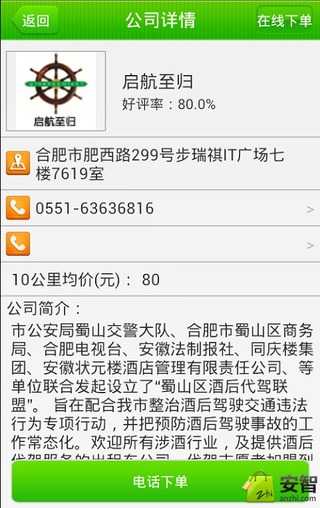 返回
公司详情
在线下单
启航至归
启航至归
好评率：80.0%
合肥市肥西路299号步瑞祺IT广场七
楼7619室
0551-63636816
10公里均价(元)： 80
公司简介：
市公安局蜀山交警大队、合肥市蜀山区商务
局、合肥电视台、安徽法制报社、同庆楼集
团、安徽状元楼酒店管理有限责任公司、等
单位联合发起设立了“蜀山区酒后代驾联
盟”。 旨在配合我市整治酒后驾驶交通违法
行为专项行动，并把预防酒后驾驶事故的工
作常态化。欢迎所有涉酒行业，及提供酒后
代驾服务的出租车公司、代驾志愿者加盟到
电话下单
安智
anzhi.com